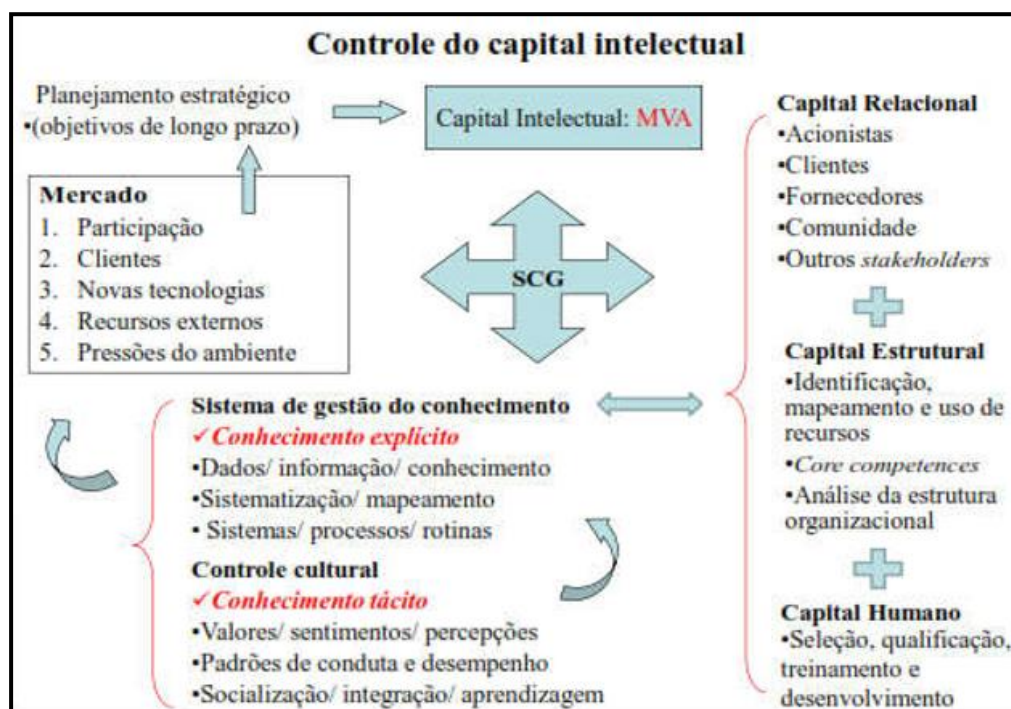 Controle do capital intelectual
Planejamento estratégico
•(objetivos de longo prazo)
Capital Intelectual: MVA
Mercado
1. Participação
2. Clientes
3. Novas tecnologias
4. Recursos externos
5. Pressões do ambiente
SCG
Sistema de gestão do conhecimento
✓Conhecimento explícito
•Dados/ informação/ conhecimento
•Sistematização/ mapeamento
• Sistemas/ processos/ rotinas
Controle cultural
✓Conhecimento tácito
•Valores/ sentimentos/ percepções
•Padrões de conduta e desempenho
•Socialização/ integração/ aprendizagem
Capital Relacional
•Acionistas
•Clientes
•Fornecedores
•Comunidade
•Outros stakeholders
Capital Estrutural
•Identificação,
mapeamento e uso de
recursos
•Core competences
•Análise da estrutura
organizacional
Capital Humano
•Seleção, qualificação,
treinamento e
desenvolvimento